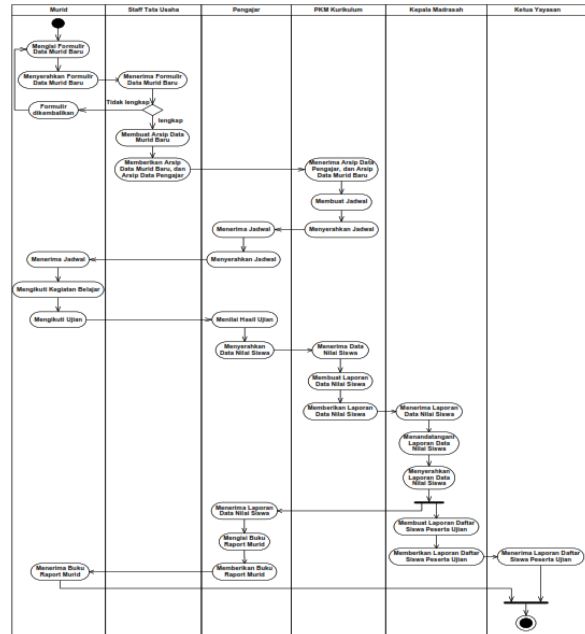 Murid
Staff Tata Usaha
Pengajar
PKM Kurikulum
Kepala Madrasah
Ketua Yayasan
Mengisi Formulir
Data Murid Baru
Menyerahkan Formulir
Data Murid Baru
Menerima Formulir
Data Murid Baru
Formulir
dikembalikan
Tidak lengkap
lengkap
Membuat Arsip Data
Murid Baru
Memberikan Arsip
Data Murid Baru, dan
Arsip Data Pengajar
Menerima Arsip Data
Pengajar, dan Arsip
Data Murid Baru
Membuat Jadwal
Menyerahkan Jadwal
Menerima Jadwal
Menyerahkan Jadwal
Menerima Jadwal
Mengikuti Kegiatan Belajar
Mengikuti Ujian
Menilai Hasil Ujian
Menyerahkan
Data Nilai Siswa
Menerima Data
Nilai Siswa
Membuat Laporan
Data Nilai Siswa
Memberikan Laporan
Data Nilai Siswa
Menerima Laporan
Data Nilai Siswa
Menandatangani
Laporan Data
Nilai Siswa
Menyerahkan
Laporan Data
Nilai Siswa
Menerima Laporan
Data Nilai Siswa
Mengisi Buku
Raport Murid
Memberikan Buku
Raport Murid
Menerima Buku
Raport Murid
Membuat Laporan Daftar
Siswa Peserta Ujian
Memberikan Laporan Daftar
Siswa Peserta Ujian
Menerima Laporan Daftar
Siswa Peserta Ujian